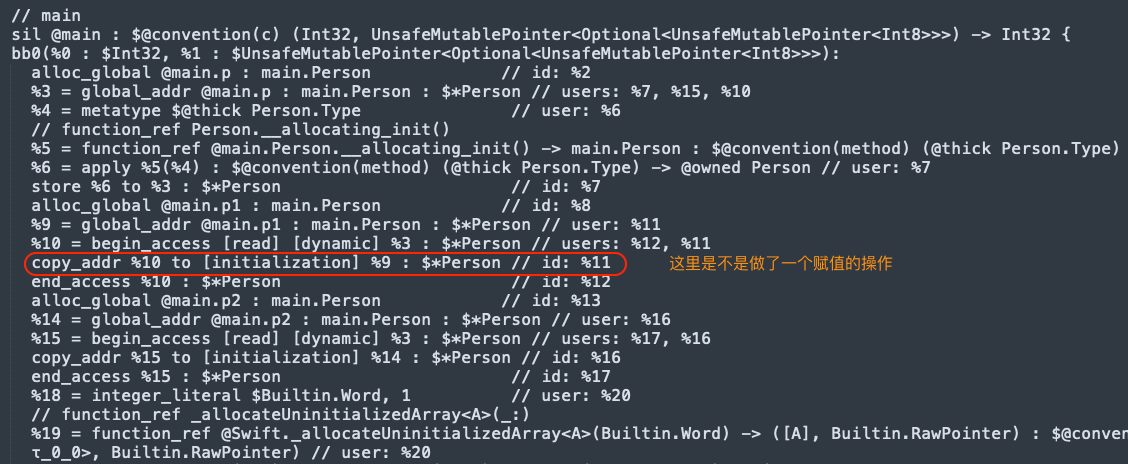 // main
sil @main : $@convention(c) (Int32, UnsafeMutablePointer<Optional<UnsafeMutablePointer<Int8>>>) -> Int32 {
bb0(%0 : $Int32, %1 : $UnsafeMutablePointer<Optional<UnsafeMutablePointer<Int8>>>):
alloc_global @main.p : main.Person // id: %2
%3 = global_addr @main.p : main.Person : $*Person // users: %7, %15, %10
%4 = metatype $@thick Person.Type // user: %6
// function_ref Person.__allocating_init()
%5 = function_ref @main.Person.__allocating_init() -> main.Person : $@convention(method) (@thick Person.Type)
%6 = apply %5(%4) : $@convention(method) (@thick Person.Type) -> @owned Person // user: %7
store %6 to %3 : $*Person // id: %7
alloc_global @main.p1 : main.Person // id: %8
%9 = global_addr @main.p1 : main.Person : $*Person // user: %11
%10 = begin_access [read] [dynamic] %3 : $*Person // users: %12, %11
copy_addr %10 to [initialization] %9 : $*Person // id: %11 这里是不是做了一个赋值的操作
end_access %10 : $*Person // id: %12
alloc_global @main.p2 : main.Person // id: %13
%14 = global_addr @main.p2 : main.Person : $*Person // user: %16
%15 = begin_access [read] [dynamic] %3 : $*Person // users: %17, %16
copy_addr %15 to [initialization] %14 : $*Person // id: %16
end_access %15 : $*Person // id: %17
%18 = integer_literal $Builtin.Word, 1 // user: %20
// function_ref _allocateUninitializedArray<A>(_:)
%19 = function_ref @Swift._allocateUninitializedArray<A>(Builtin.Word) -> ([A], Builtin.RawPointer) : $@conven
τ_0_0>, Builtin.RawPointer) // user: %20